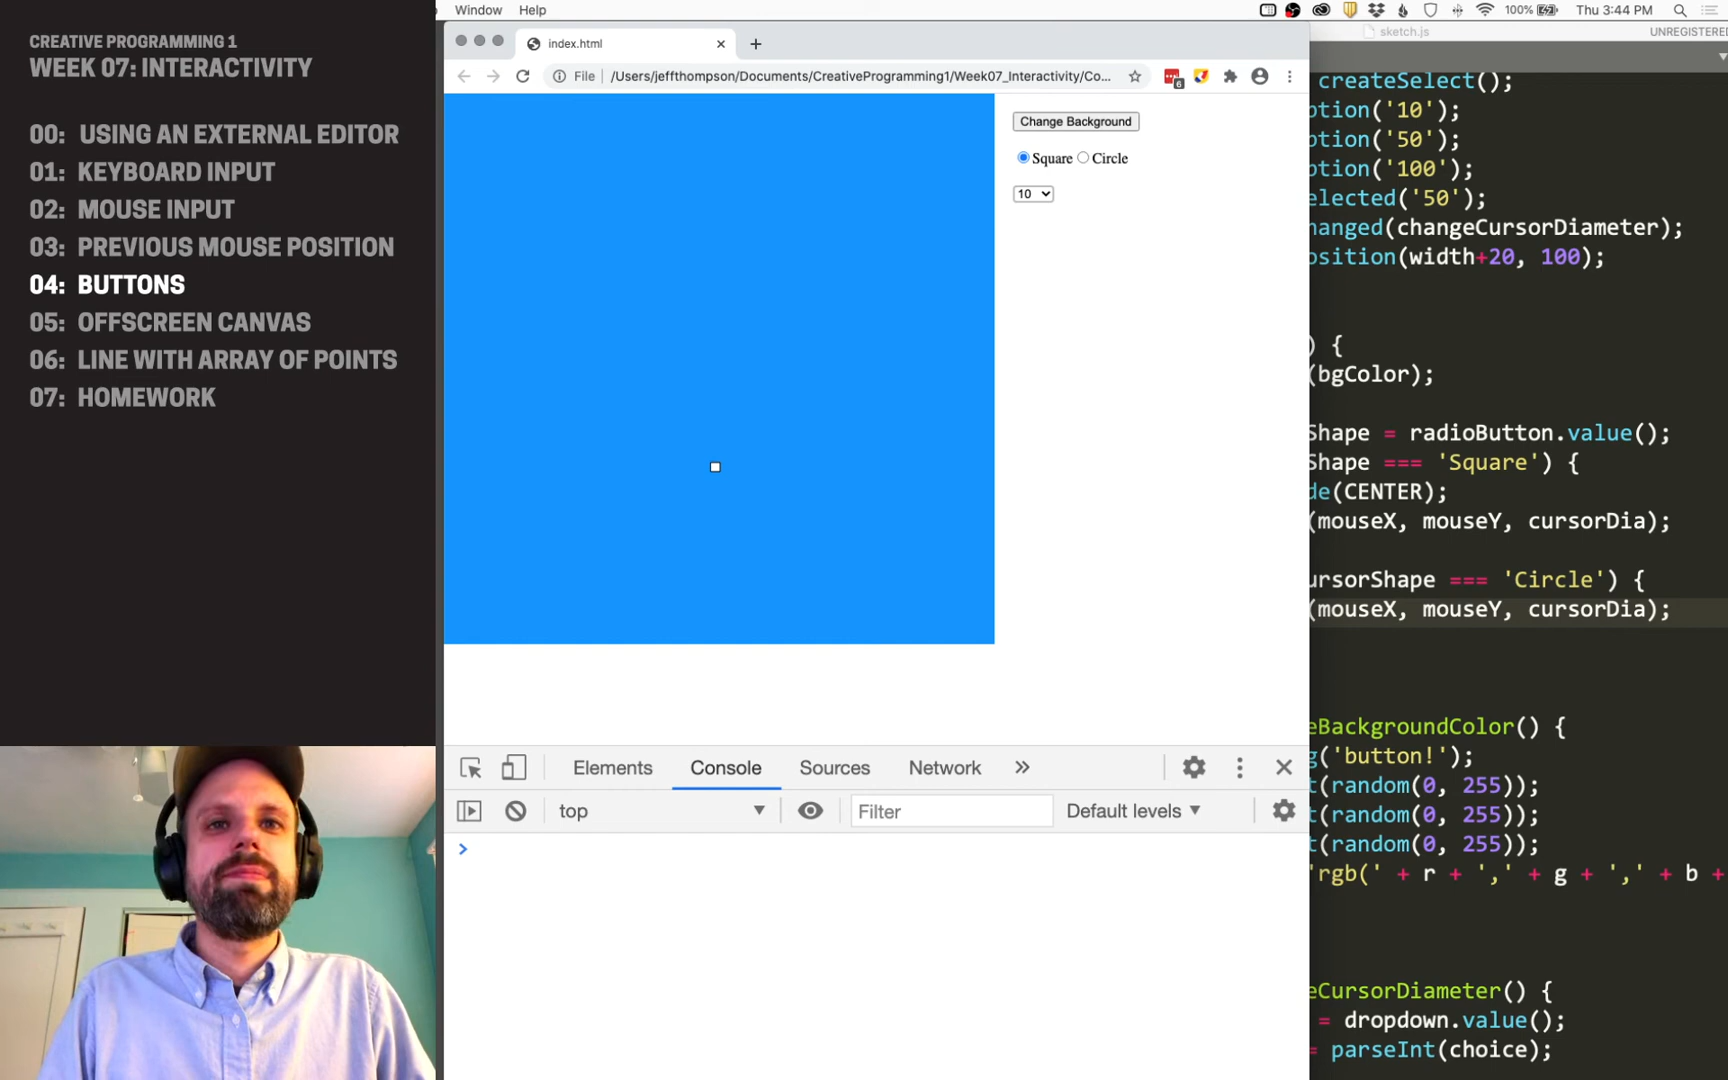 CREATIVE PROGRAMMING 1
WEEK 07: INTERACTIVITY
00: USING AN EXTERNAL EDITOR
01: KEYBOARD INPUT
02: MOUSE INPUT
03: PREVIOUS MOUSE POSITION
04: BUTTONS
05: OFFSCREEN CANVAS
06: LINE WITH ARRAY OF POINTS
07: HOMEWORK
Window Help
100% Thu 3:44 PM
index.html
File /Users/jeffthompson/Documents/CreativeProgramming1/Week07_Interactivity/Co...
6
Change Background
Square Circle
10
Elements Console Sources Network
top Filter Default levels
>
sketch.js UNREGISTERED
createSelect();
ption('10');
ption('50');
ption('100');
elected('50');
hanged(changeCursorDiameter);
osition(width+20, 100);
) {
(bgColor);
Shape = radioButton.value();
Shape === 'Square') {
de(CENTER);
(mouseX, mouseY, cursorDia);
ursorShape === 'Circle') {
(mouseX, mouseY, cursorDia);
eBackgroundColor() {
g('button!');
t(random(0, 255));
t(random(0, 255));
t(random(0, 255));
'rgb(' + r + ',' + g + ',' + b +
eCursorDiameter() {
= dropdown.value();
= parseInt(choice);